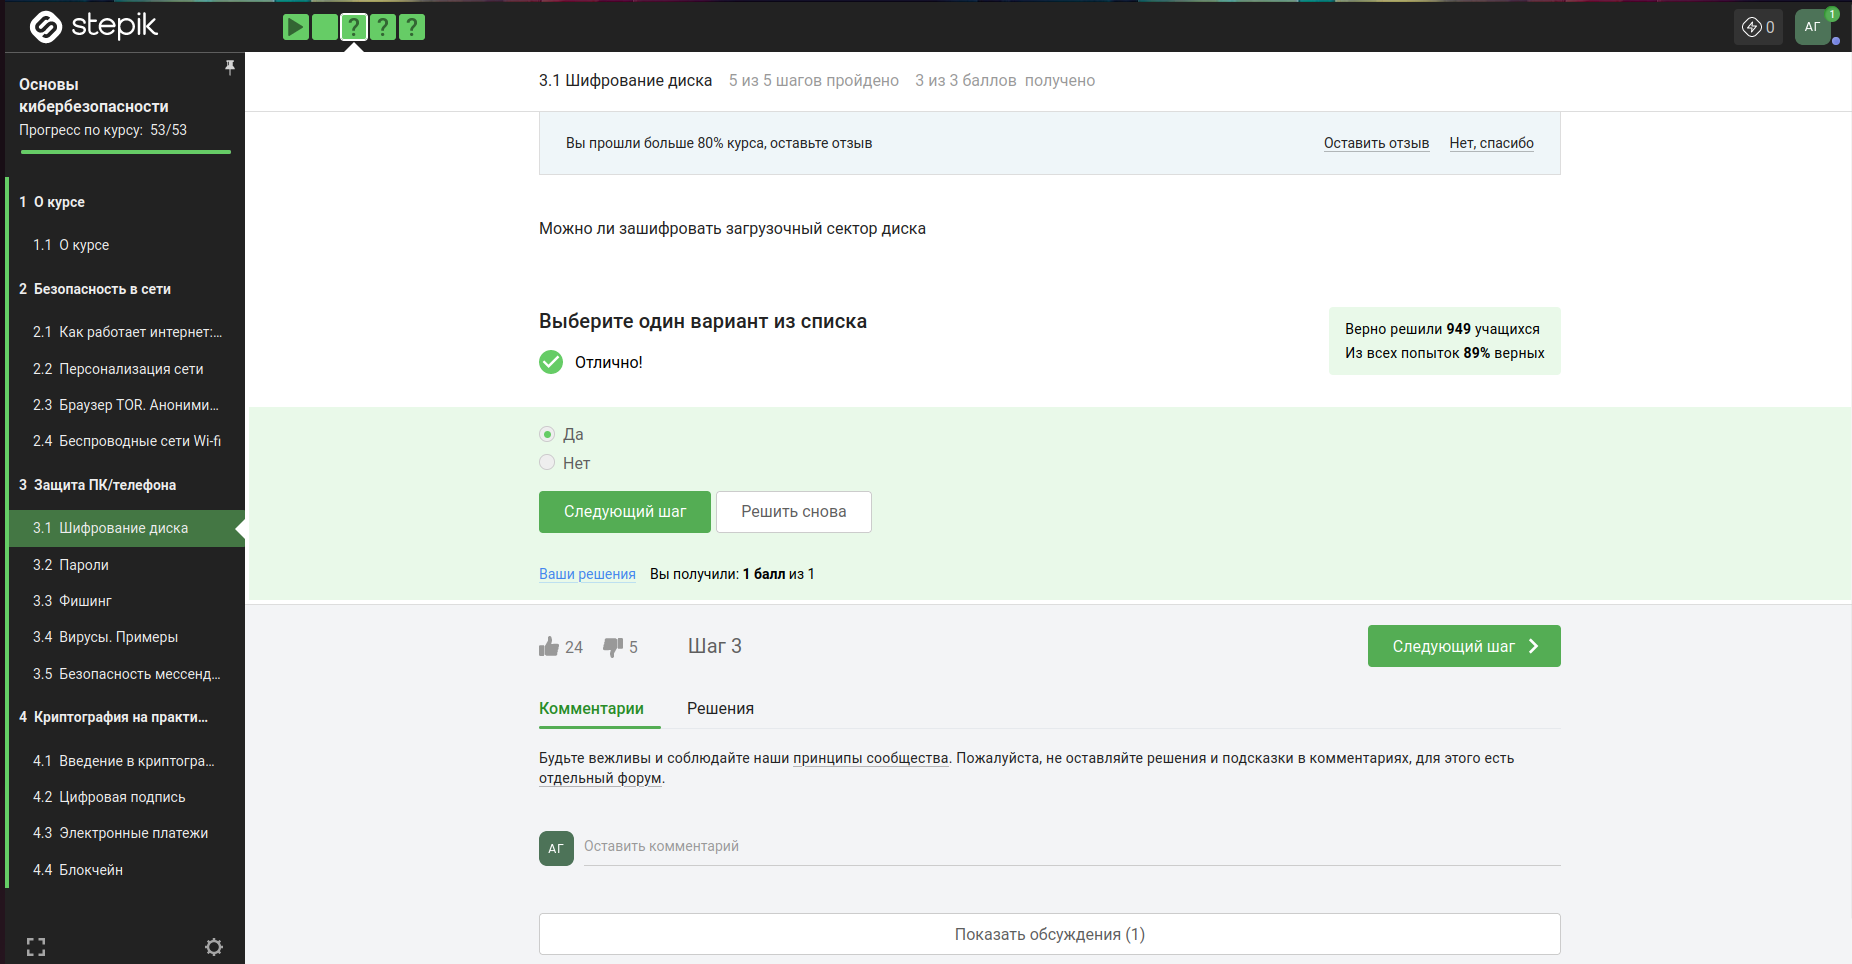 stepik
? ? ?
0
АГ
1
Основы
кибербезопасности
Прогресс по курсу: 53/53
1 О курсе
1.1 О курсе
2 Безопасность в сети
2.1 Как работает интернет:...
2.2 Персонализация сети
2.3 Браузер TOR. Аноними...
2.4 Беспроводные сети Wi-fi
3 Защита ПК/телефона
3.1 Шифрование диска
3.2 Пароли
3.3 Фишинг
3.4 Вирусы. Примеры
3.5 Безопасность мессенд...
4 Криптография на практи...
4.1 Введение в криптогра...
4.2 Цифровая подпись
4.3 Электронные платежи
4.4 Блокчейн
3.1 Шифрование диска 5 из 5 шагов пройдено 3 из 3 баллов получено
Вы прошли больше 80% курса, оставьте отзыв Оставить отзыв Нет, спасибо
Можно ли зашифровать загрузочный сектор диска
Выберите один вариант из списка
Отлично!
Верно решили 949 учащихся
Из всех попыток 89% верных
Да
Нет
Следующий шаг Решить снова
Ваши решения Вы получили: 1 балл из 1
24 5 Шаг 3 Следующий шаг
Комментарии Решения
Будьте вежливы и соблюдайте наши принципы сообщества. Пожалуйста, не оставляйте решения и подсказки в комментариях, для этого есть
отдельный форум.
АГ Оставить комментарий
Показать обсуждения (1)